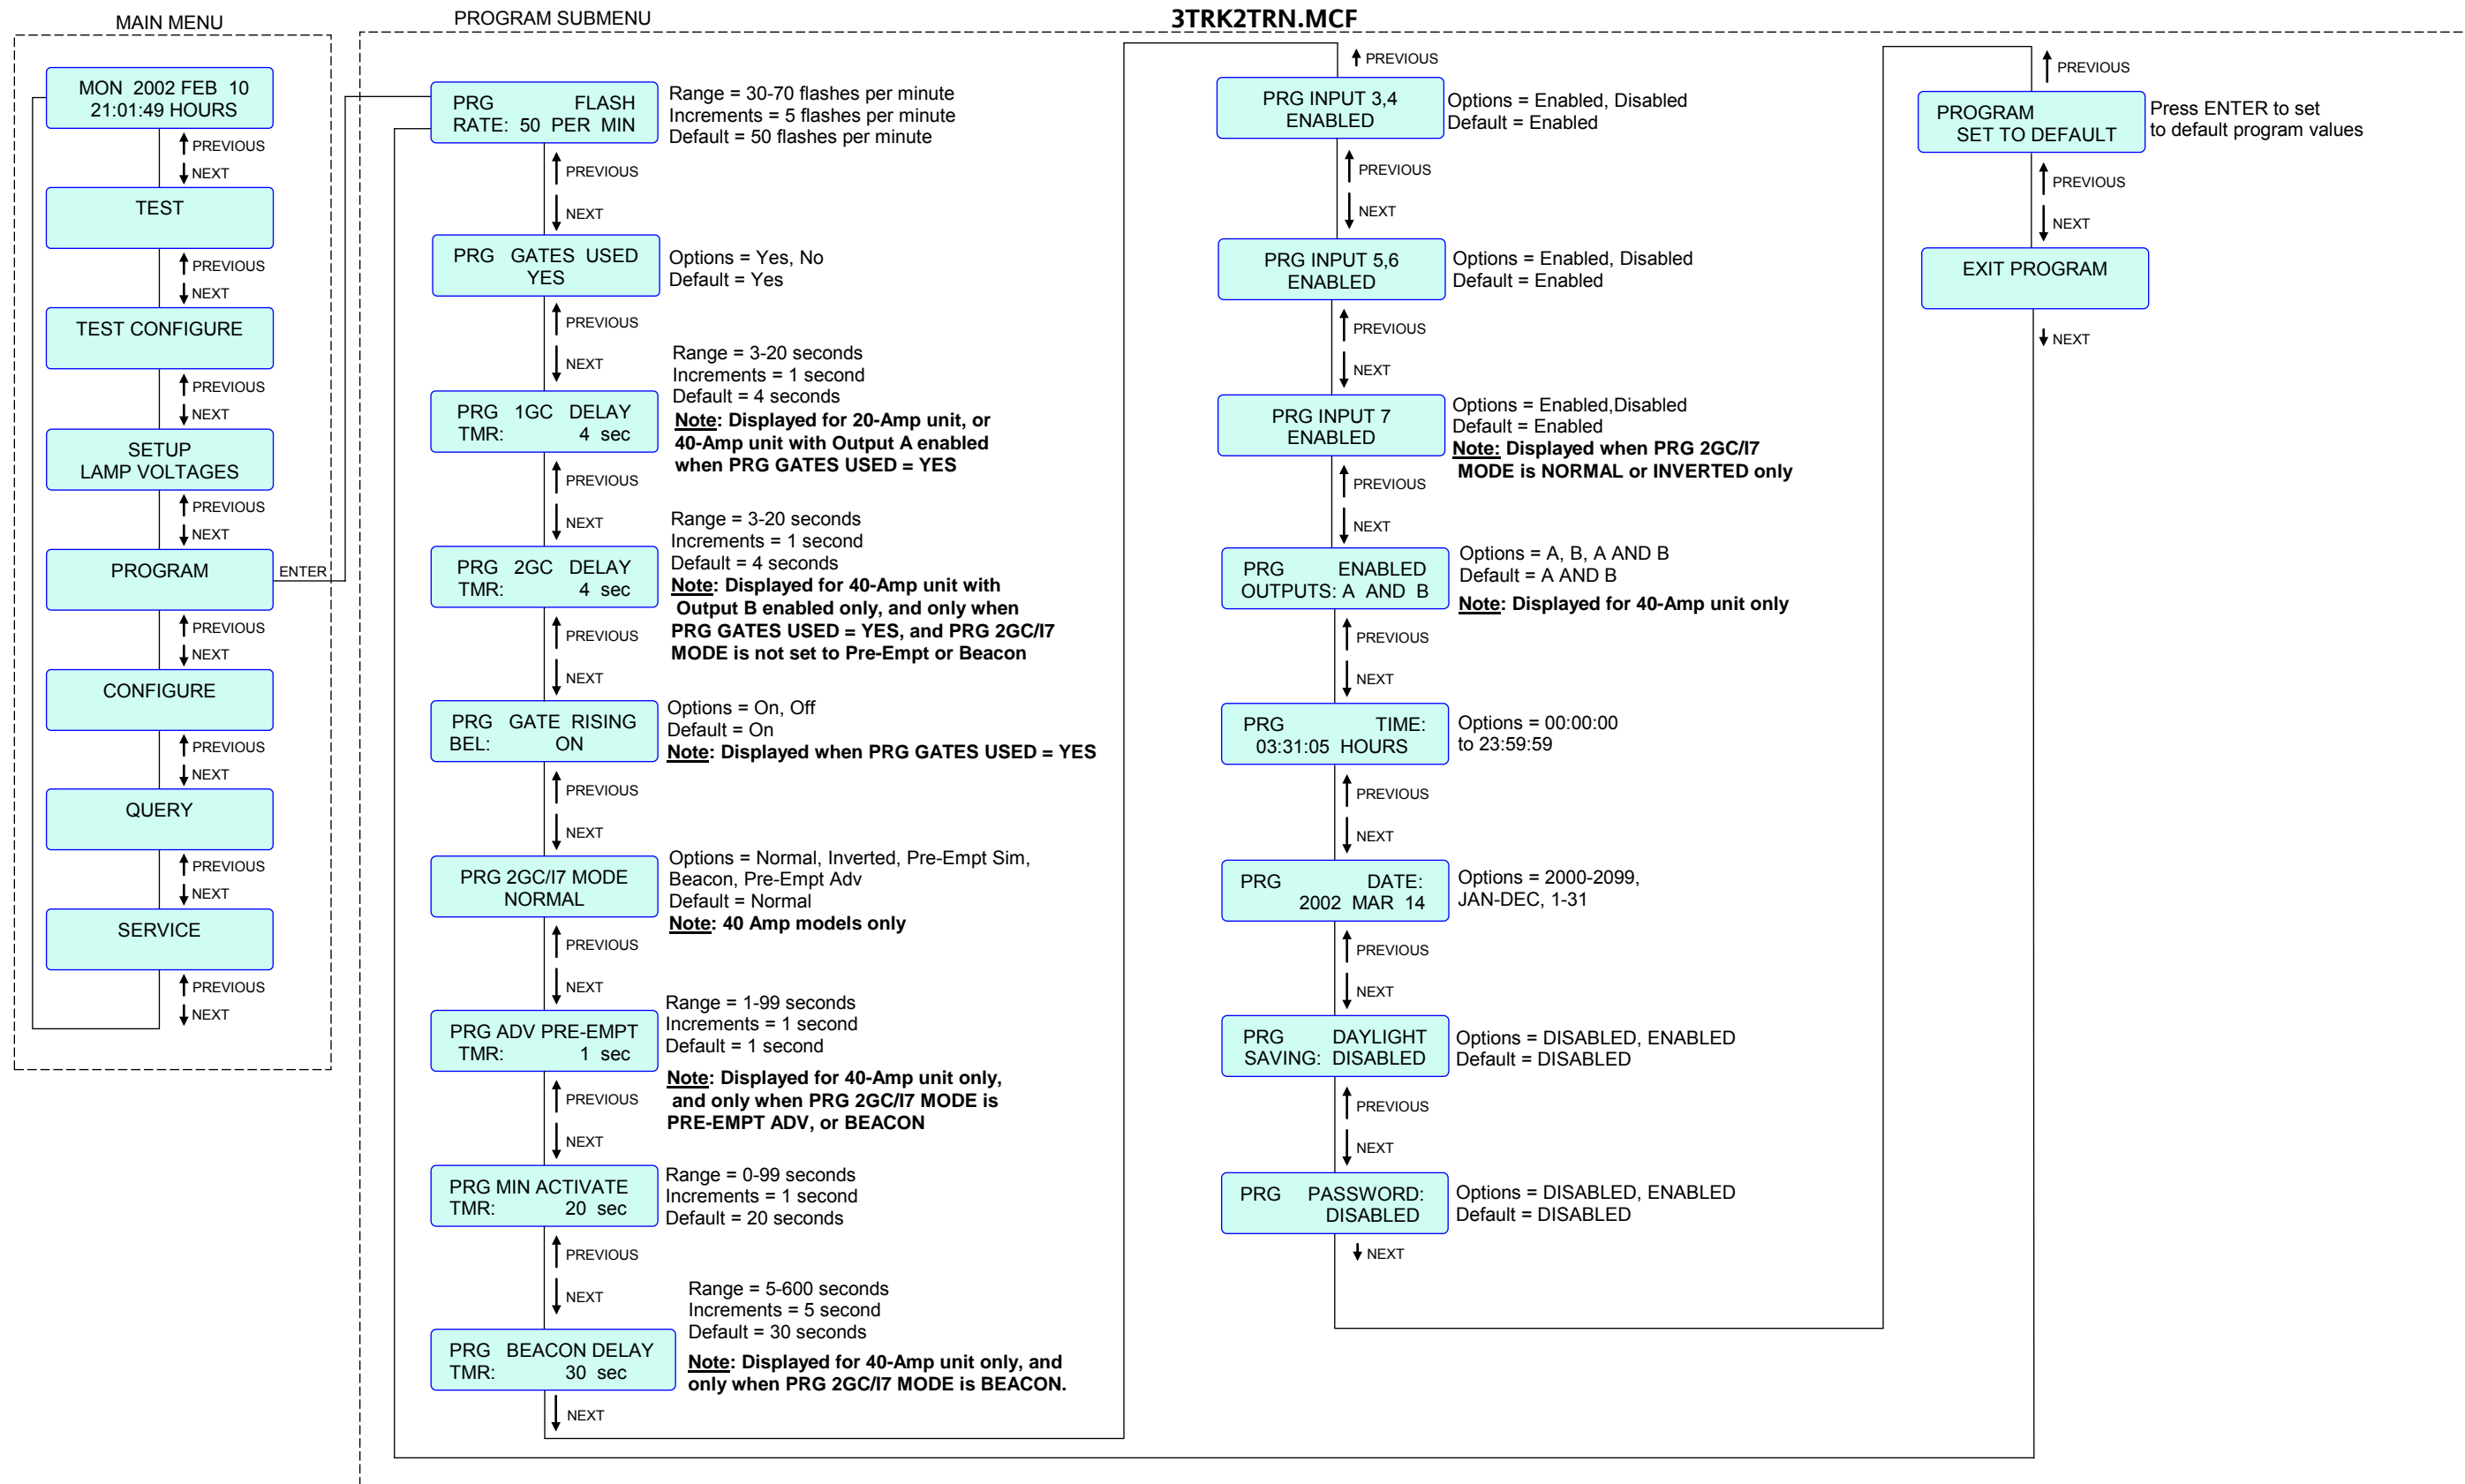 MAIN MENU
PROGRAM SUBMENU
3TRK2TRN.MCF
MON 2002 FEB 10
21:01:49 HOURS
PREVIOUS
NEXT
TEST
PREVIOUS
NEXT
TEST CONFIGURE
PREVIOUS
NEXT
SETUP
LAMP VOLTAGES
PREVIOUS
NEXT
PROGRAM
ENTER
PREVIOUS
NEXT
CONFIGURE
PREVIOUS
NEXT
QUERY
PREVIOUS
NEXT
SERVICE
PREVIOUS
NEXT
PRG FLASH
RATE: 50 PER MIN
Range = 30-70 flashes per minute
Increments = 5 flashes per minute
Default = 50 flashes per minute
PREVIOUS
NEXT
PRG GATES USED
YES
Options = Yes, No
Default = Yes
PREVIOUS
NEXT
PRG 1GC DELAY
TMR: 4 sec
Range = 3-20 seconds
Increments = 1 second
Default = 4 seconds
Note: Displayed for 20-Amp unit, or
40-Amp unit with Output A enabled
when PRG GATES USED = YES
PREVIOUS
NEXT
PRG 2GC DELAY
TMR: 4 sec
Range = 3-20 seconds
Increments = 1 second
Default = 4 seconds
Note: Displayed for 40-Amp unit with
Output B enabled only, and only when
PRG GATES USED = YES, and PRG 2GC/I7
MODE is not set to Pre-Empt or Beacon
PREVIOUS
NEXT
PRG GATE RISING
BEL: ON
Options = On, Off
Default = On
Note: Displayed when PRG GATES USED = YES
PREVIOUS
NEXT
PRG 2GC/I7 MODE
NORMAL
Options = Normal, Inverted, Pre-Empt Sim,
Beacon, Pre-Empt Adv
Default = Normal
Note: 40 Amp models only
PREVIOUS
NEXT
PRG ADV PRE-EMPT
TMR: 1 sec
Range = 1-99 seconds
Increments = 1 second
Default = 1 second
Note: Displayed for 40-Amp unit only,
and only when PRG 2GC/I7 MODE is
PRE-EMPT ADV, or BEACON
PREVIOUS
NEXT
PRG MIN ACTIVATE
TMR: 20 sec
Range = 0-99 seconds
Increments = 1 second
Default = 20 seconds
PREVIOUS
NEXT
PRG BEACON DELAY
TMR: 30 sec
Range = 5-600 seconds
Increments = 5 second
Default = 30 seconds
Note: Displayed for 40-Amp unit only, and
only when PRG 2GC/I7 MODE is BEACON.
NEXT
PREVIOUS
PRG INPUT 3,4
ENABLED
Options = Enabled, Disabled
Default = Enabled
PREVIOUS
NEXT
PRG INPUT 5,6
ENABLED
Options = Enabled, Disabled
Default = Enabled
PREVIOUS
NEXT
PRG INPUT 7
ENABLED
Options = Enabled,Disabled
Default = Enabled
Note: Displayed when PRG 2GC/I7
MODE is NORMAL or INVERTED only
PREVIOUS
NEXT
PRG ENABLED
OUTPUTS: A AND B
Options = A, B, A AND B
Default = A AND B
Note: Displayed for 40-Amp unit only
PREVIOUS
NEXT
PRG TIME:
03:31:05 HOURS
Options = 00:00:00
to 23:59:59
PREVIOUS
NEXT
PRG DATE:
2002 MAR 14
Options = 2000-2099,
JAN-DEC, 1-31
PREVIOUS
NEXT
PRG DAYLIGHT
SAVING: DISABLED
Options = DISABLED, ENABLED
Default = DISABLED
PREVIOUS
NEXT
PRG PASSWORD:
DISABLED
Options = DISABLED, ENABLED
Default = DISABLED
NEXT
PREVIOUS
PROGRAM
SET TO DEFAULT
Press ENTER to set
to default program values
PREVIOUS
NEXT
EXIT PROGRAM
NEXT